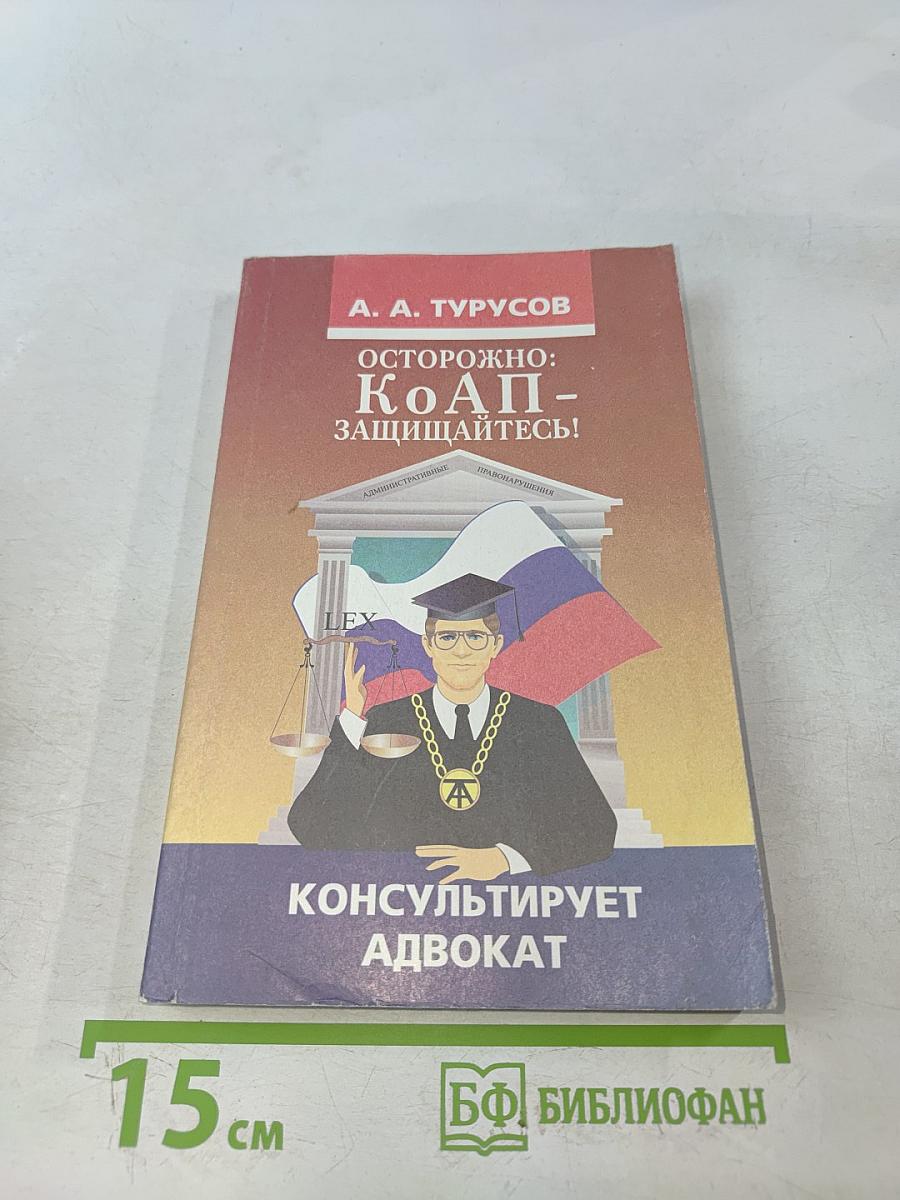 А. А. ТУРУСОВ
ОСТОРОЖНО:
КоАП –
ЗАЩИЩАЙТЕСЬ!
АДМИНИСТРАТИВНЫЕ ПРАВОНАРУШЕНИЯ
LEX
КОНСУЛЬТИРУЕТ
АДВОКАТ
15 см
БФ БИБЛИОФАН